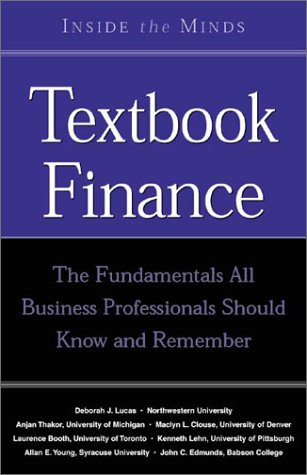 INSIDE the MINDS
Textbook
Finance
The Fundamentals All
Business Professionals Should
Know and Remember
Deborah J. Lucas • Northwestern University
Anjan Thakor, University of Michigan • Maclyn L. Clouse, University of Denver
Laurence Booth, University of Toronto • Kenneth Lehn, University of Pittsburgh
Allan E. Young, Syracuse University • John C. Edmunds, Babson College